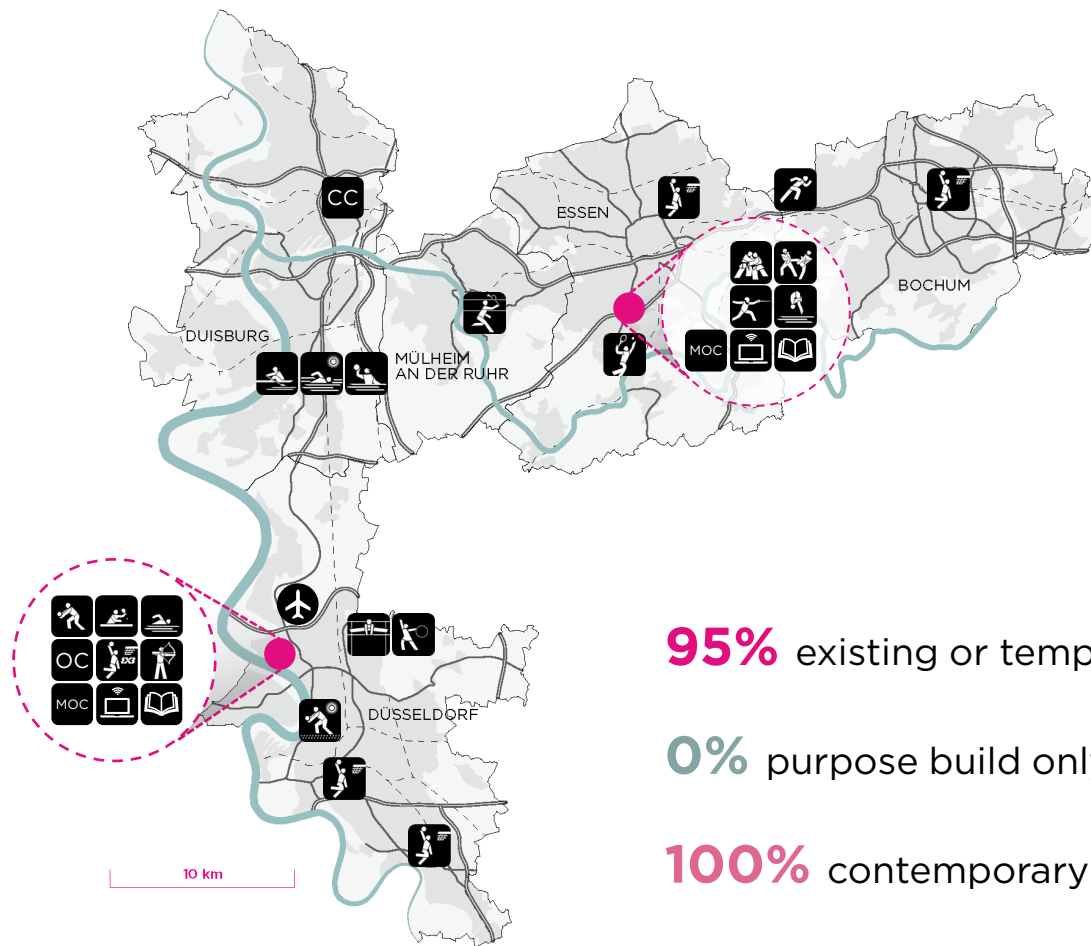 CC
ESSEN
BOCHUM
DUISBURG
MÜLHEIM
AN DER RUHR
MOC
OC
3X3
MOC
DÜSSELDORF
10 km
95% existing or temp
0% purpose build onl
100% contemporary